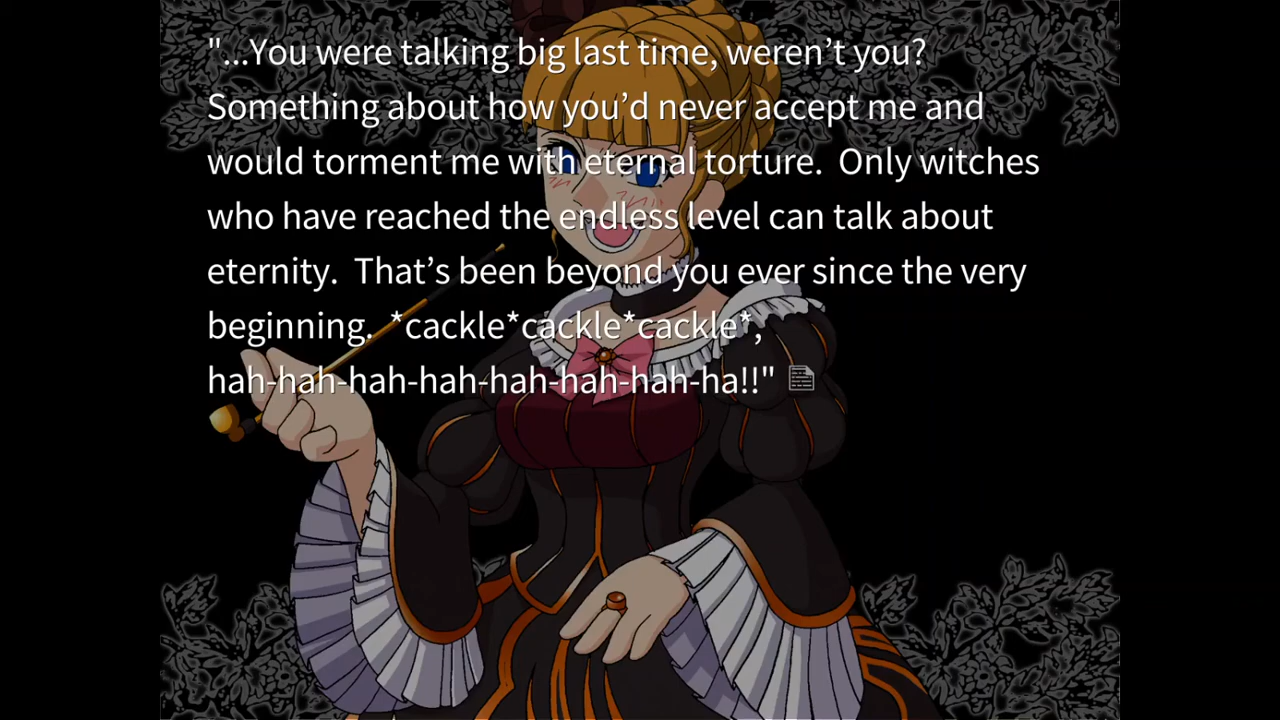 "...You were talking big last time, weren’t you?
Something about how you’d never accept me and
would torment me with eternal torture.  Only witches
who have reached the endless level can talk about
eternity.  That’s been beyond you ever since the very
beginning.  *cackle*cackle*cackle*,
hah-hah-hah-hah-hah-hah-hah-ha!!"